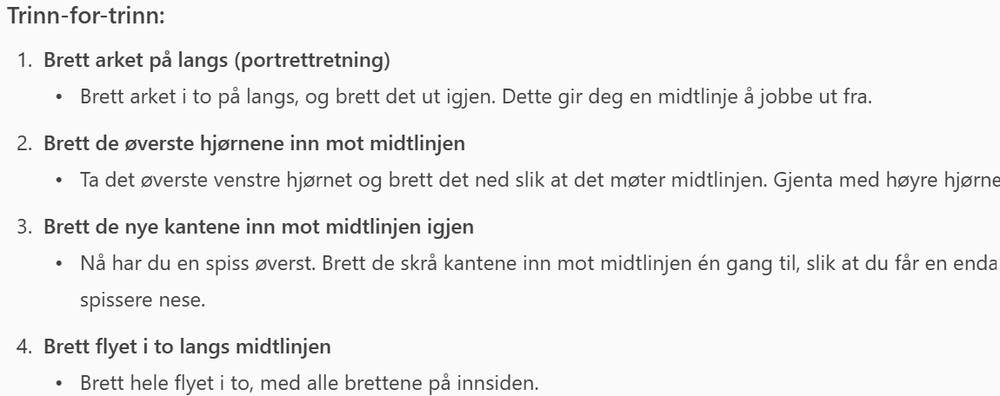 Trinn-for-trinn:
1. Brett arket på langs (portrettretning)
• Brett arket i to på langs, og brett det ut igjen. Dette gir deg en midtlinje å jobbe ut fra.
2. Brett de øverste hjørnene inn mot midtlinjen
• Ta det øverste venstre hjørnet og brett det ned slik at det møter midtlinjen. Gjenta med høyre hjørne
3. Brett de nye kantene inn mot midtlinjen igjen
• Nå har du en spiss øverst. Brett de skrå kantene inn mot midtlinjen én gang til, slik at du får en enda
spissere nese.
4. Brett flyet i to langs midtlinjen
• Brett hele flyet i to, med alle brettene på innsiden.